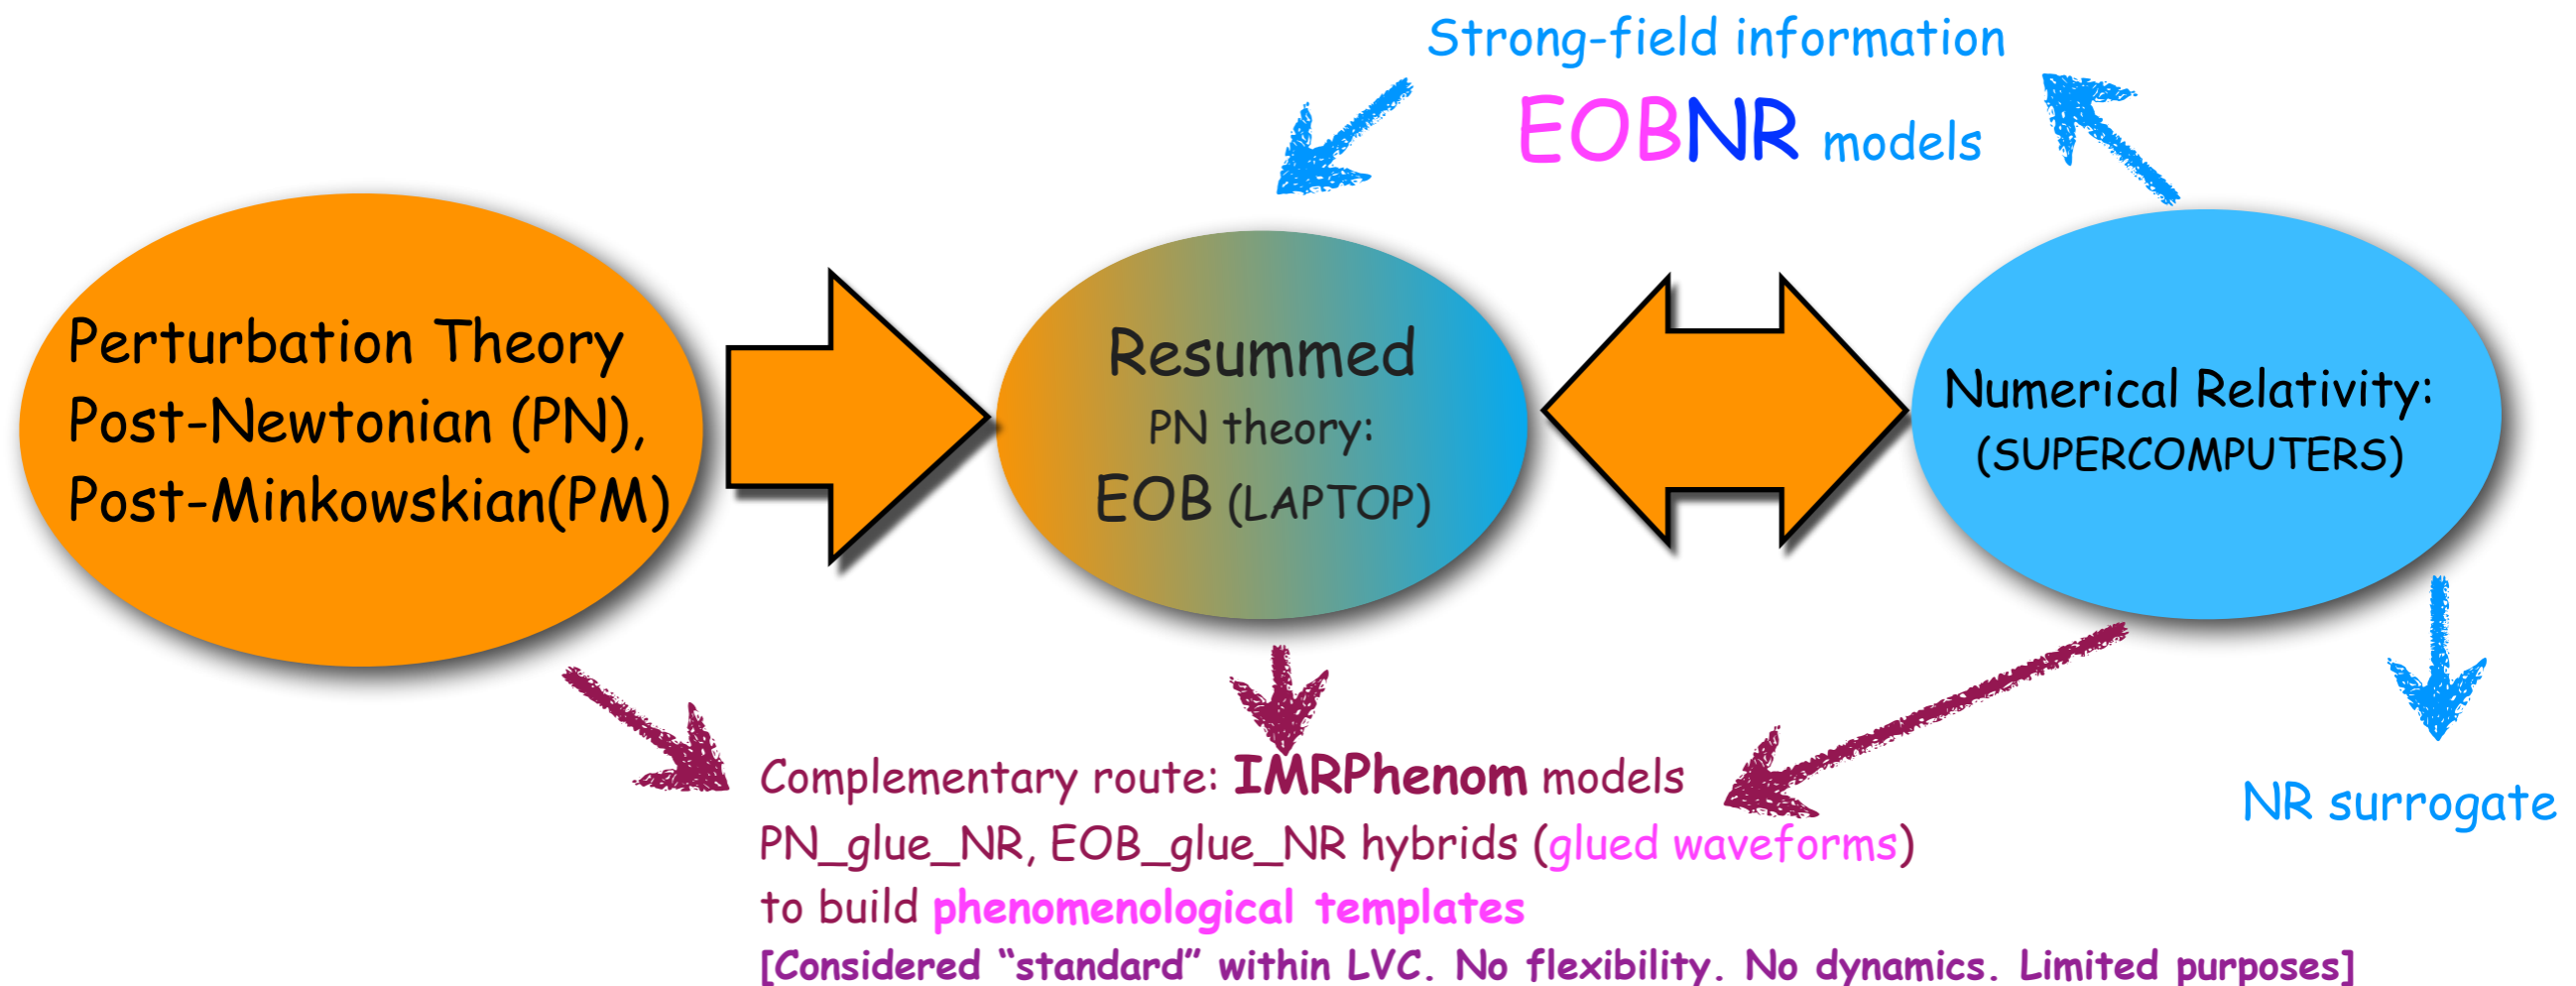 Strong-field information
EOBNR models
Perturbation Theory
Post-Newtonian (PN),
Post-Minkowskian(PM)
Resummed
PN theory:
EOB (LAPTOP)
Numerical Relativity:
(SUPERCOMPUTERS)
Complementary route: IMRPhenom models
PN_glue_NR, EOB_glue_NR hybrids (glued waveforms)
to build phenomenological templates
[Considered “standard” within LVC. No flexibility. No dynamics. Limited purposes]
NR surrogate